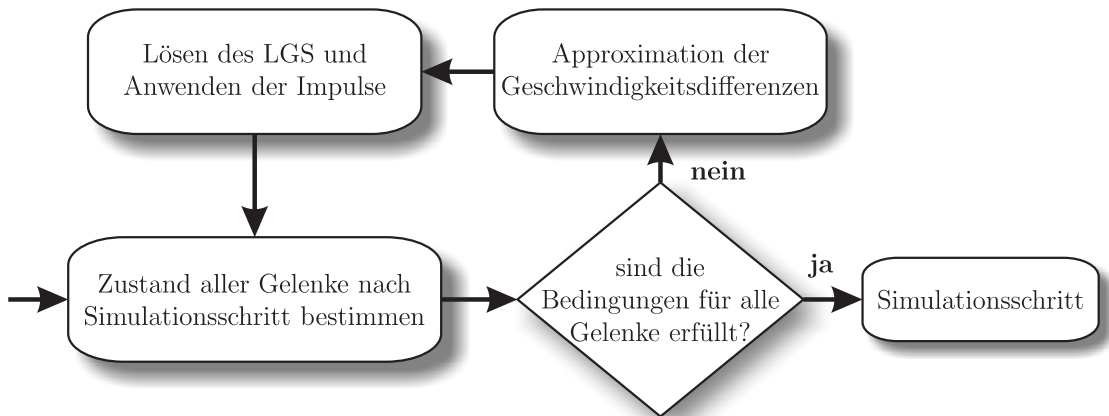 Lösen des LGS und
Anwenden der Impulse
Approximation der
Geschwindigkeitsdifferenzen
nein
Zustand aller Gelenke nach
Simulationsschritt bestimmen
sind die
Bedingungen für alle
Gelenke erfüllt?
ja
Simulationsschritt